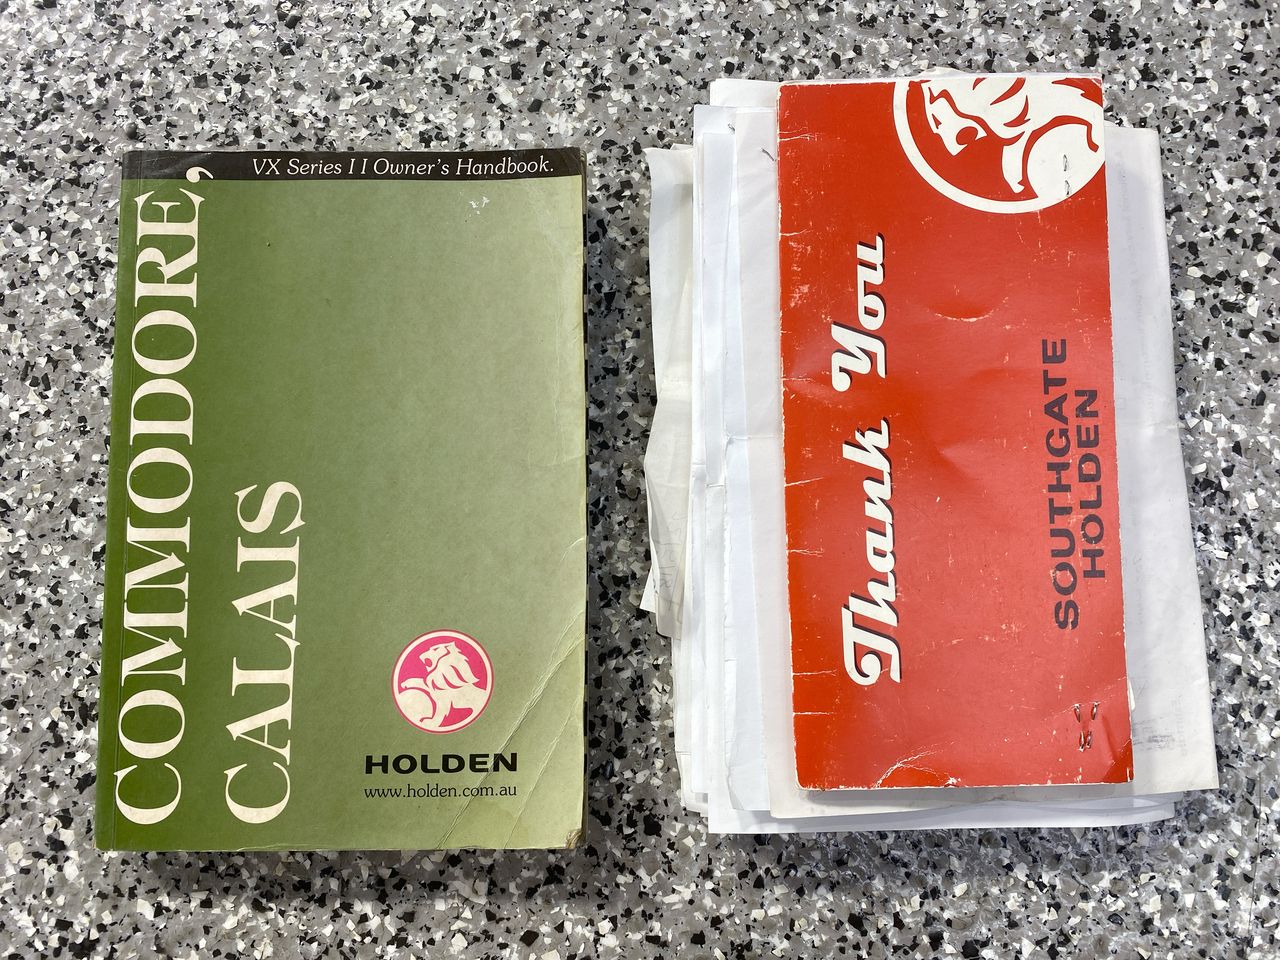 VX Series I I Owner's Handbook.
COMMODORE,
CALAIS
HOLDEN
www.holden.com.au
Thank You
SOUTHGATE
HOLDEN